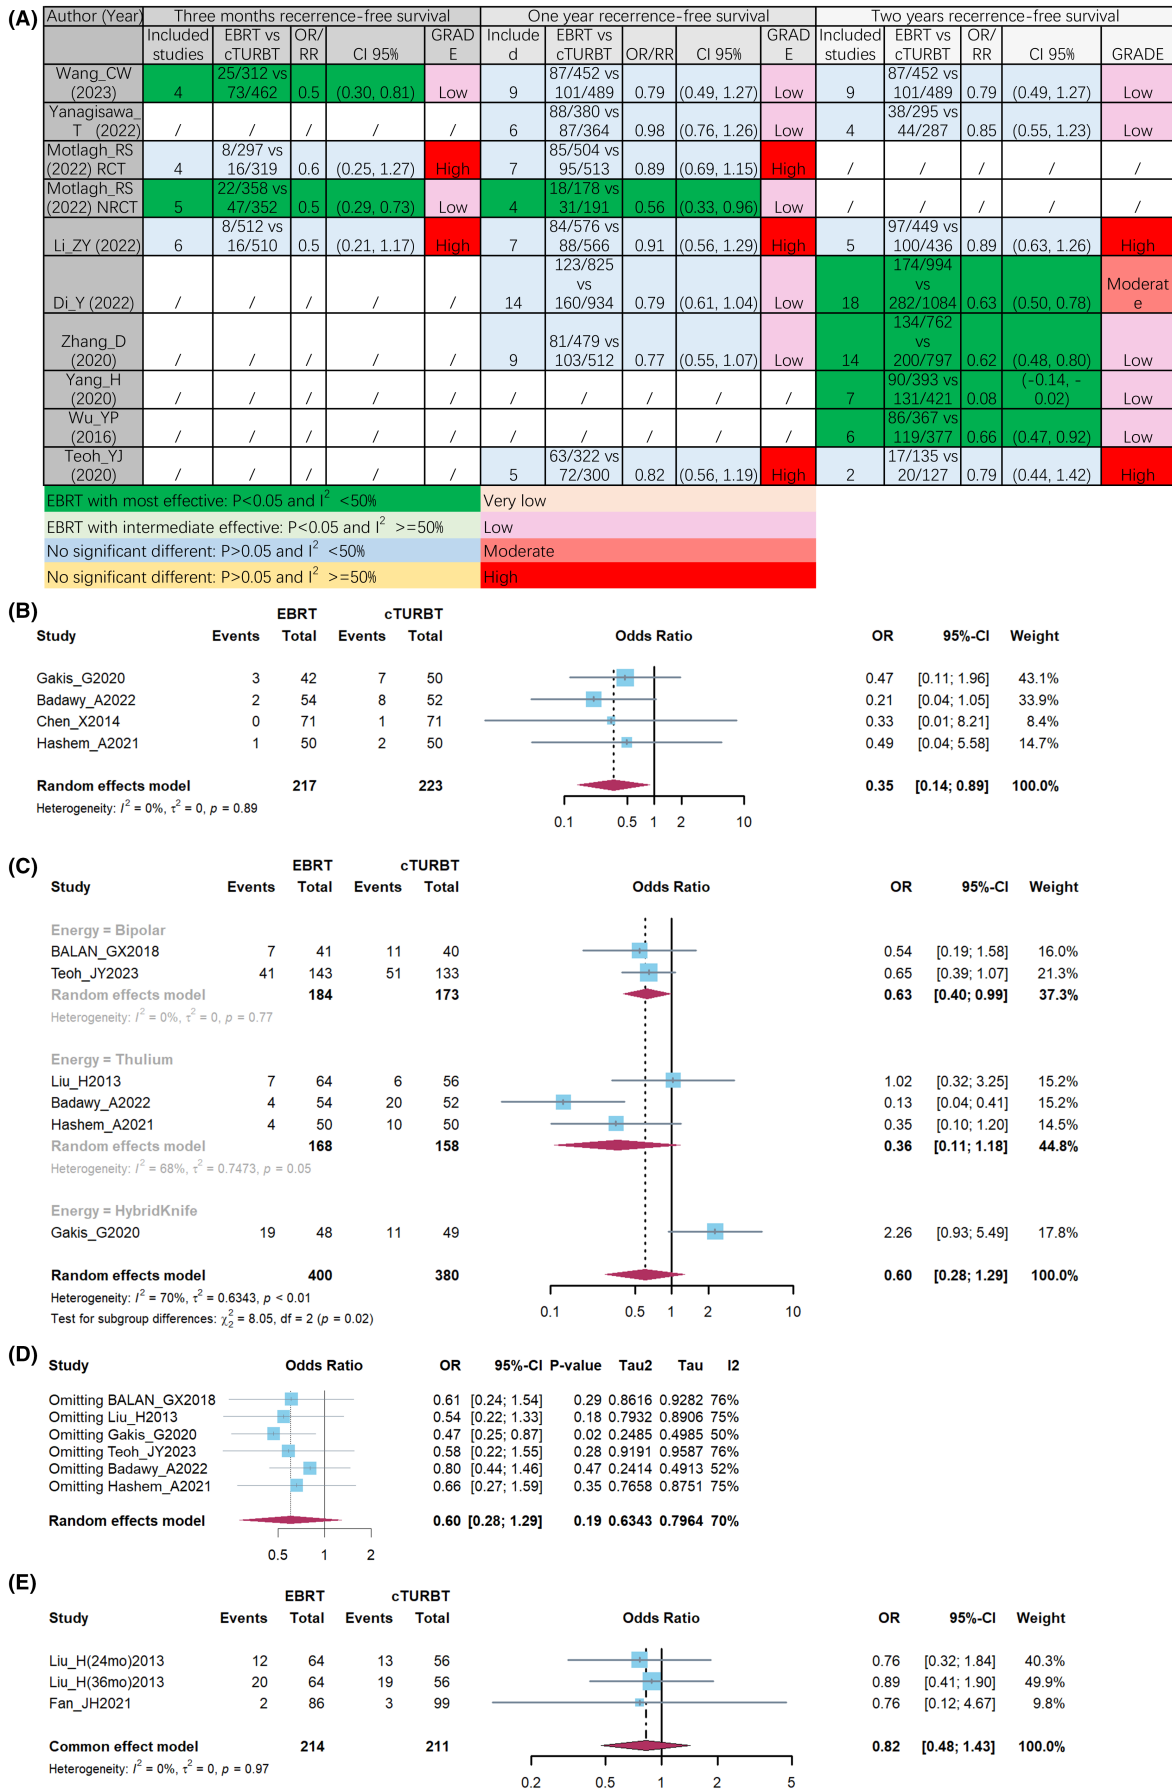 (A)
Author (Year) Three months recerrence-free survival One year recerrence-free survival Two years recerrence-free survival
Included studies EBRT vs cTURBT OR/RR CI 95% GRADE Included EBRT vs cTURBT OR/RR CI 95% GRADE Included studies EBRT vs cTURBT OR/RR CI 95% GRADE
Wang_CW (2023) 4 25/312 vs 73/462 0.5 (0.30, 0.81) Low 9 87/452 vs 101/489 0.79 (0.49, 1.27) Low 9 87/452 vs 101/489 0.79 (0.49, 1.27) Low
Yanagisawa_T (2022) / / / / / 6 88/380 vs 87/364 0.98 (0.76, 1.26) Low 4 38/295 vs 44/287 0.85 (0.55, 1.23) Low
Motlagh_RS (2022) RCT 4 8/297 vs 16/319 0.6 (0.25, 1.27) High 7 85/504 vs 95/513 0.89 (0.69, 1.15) High / / / / /
Motlagh_RS (2022) NRCT 5 22/358 vs 47/352 0.5 (0.29, 0.73) Low 4 18/178 vs 31/191 0.56 (0.33, 0.96) Low / / / / /
Li_ZY (2022) 6 8/512 vs 16/510 0.5 (0.21, 1.17) High 7 84/576 vs 88/566 0.91 (0.56, 1.29) High 5 97/449 vs 100/436 0.89 (0.63, 1.26) High
Di_Y (2022) / / / / / 14 123/825 vs 160/934 0.79 (0.61, 1.04) Low 18 174/994 vs 282/1084 0.63 (0.50, 0.78) Moderate
Zhang_D (2020) / / / / / 9 81/479 vs 103/512 0.77 (0.55, 1.07) Low 14 134/762 vs 200/797 0.62 (0.48, 0.80) Low
Yang_H (2020) / / / / / / / / / / 7 90/393 vs 131/421 0.08 (-0.14, -0.02) Low
Wu_YP (2016) / / / / / / / / / / 6 86/367 vs 119/377 0.66 (0.47, 0.92) Low
Teoh_YJ (2020) / / / / / 5 63/322 vs 72/300 0.82 (0.56, 1.19) High 2 17/135 vs 20/127 0.79 (0.44, 1.42) High
EBRT with most effective: P<0.05 and I² <50% Very low
EBRT with intermediate effective: P<0.05 and I² >=50% Low
No significant different: P>0.05 and I² <50% Moderate
No significant different: P>0.05 and I² >=50% High
(B)
EBRT cTURBT
Study Events Total Events Total Odds Ratio OR 95%-CI Weight
Gakis_G2020 3 42 7 50 0.47 [0.11; 1.96] 43.1%
Badawy_A2022 2 54 8 52 0.21 [0.04; 1.05] 33.9%
Chen_X2014 0 71 1 71 0.33 [0.01; 8.21] 8.4%
Hashem_A2021 1 50 2 50 0.49 [0.04; 5.58] 14.7%
Random effects model 217 223 0.35 [0.14; 0.89] 100.0%
Heterogeneity: I² = 0%, τ² = 0, p = 0.89
0.1 0.5 1 2 10
(C)
EBRT cTURBT
Study Events Total Events Total Odds Ratio OR 95%-CI Weight
Energy = Bipolar
BALAN_GX2018 7 41 11 40 0.54 [0.19; 1.58] 16.0%
Teoh_JY2023 41 143 51 133 0.65 [0.39; 1.07] 21.3%
Random effects model 184 173 0.63 [0.40; 0.99] 37.3%
Heterogeneity: I² = 0%, τ² = 0, p = 0.77
Energy = Thulium
Liu_H2013 7 64 6 56 1.02 [0.32; 3.25] 15.2%
Badawy_A2022 4 54 20 52 0.13 [0.04; 0.41] 15.2%
Hashem_A2021 4 50 10 50 0.35 [0.10; 1.20] 14.5%
Random effects model 168 158 0.36 [0.11; 1.18] 44.8%
Heterogeneity: I² = 68%, τ² = 0.7473, p = 0.05
Energy = HybridKnife
Gakis_G2020 19 48 11 49 2.26 [0.93; 5.49] 17.8%
Random effects model 400 380 0.60 [0.28; 1.29] 100.0%
Heterogeneity: I² = 70%, τ² = 0.6343, p < 0.01
Test for subgroup differences: χ²₂ = 8.05, df = 2 (p = 0.02)
0.1 0.5 1 2 10
(D)
Study Odds Ratio OR 95%-CI P-value Tau2 Tau I2
Omitting BALAN_GX2018 0.61 [0.24; 1.54] 0.29 0.8616 0.9282 76%
Omitting Liu_H2013 0.54 [0.22; 1.33] 0.18 0.7932 0.8906 75%
Omitting Gakis_G2020 0.47 [0.25; 0.87] 0.02 0.2485 0.4985 50%
Omitting Teoh_JY2023 0.58 [0.22; 1.55] 0.28 0.9191 0.9587 76%
Omitting Badawy_A2022 0.80 [0.44; 1.46] 0.47 0.2414 0.4913 52%
Omitting Hashem_A2021 0.66 [0.27; 1.59] 0.35 0.7658 0.8751 75%
Random effects model 0.60 [0.28; 1.29] 0.19 0.6343 0.7964 70%
0.5 1 2
(E)
EBRT cTURBT
Study Events Total Events Total Odds Ratio OR 95%-CI Weight
Liu_H(24mo)2013 12 64 13 56 0.76 [0.32; 1.84] 40.3%
Liu_H(36mo)2013 20 64 19 56 0.89 [0.41; 1.90] 49.9%
Fan_JH2021 2 86 3 99 0.76 [0.12; 4.67] 9.8%
Common effect model 214 211 0.82 [0.48; 1.43] 100.0%
Heterogeneity: I² = 0%, τ² = 0, p = 0.97
0.2 0.5 1 2 5